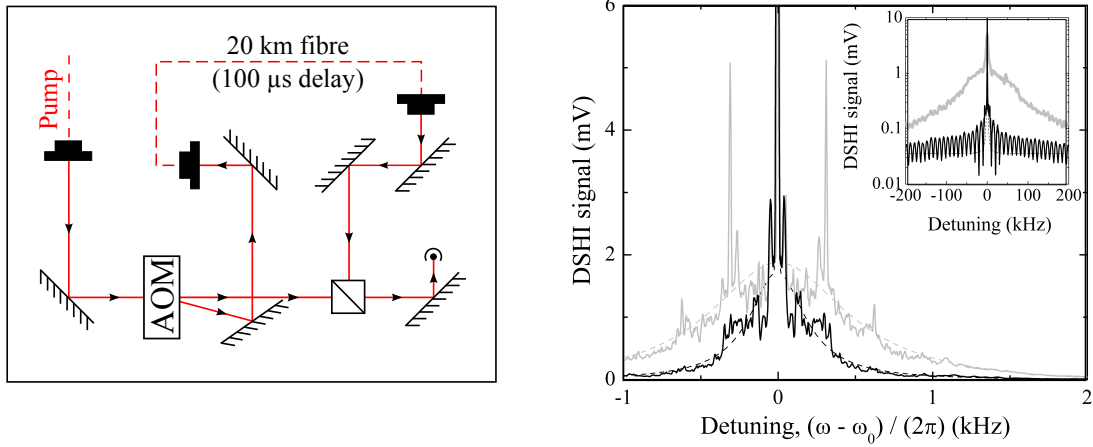 Pump
20 km fibre
(100 µs delay)
AOM
DSHI signal (mV)
6
4
2
0
-1
0
1
2
Detuning, (ω - ω0) / (2π) (kHz)
DSHI signal (mV)
10
1
0.1
0.01
-200
-100
0
100
200
Detuning (kHz)